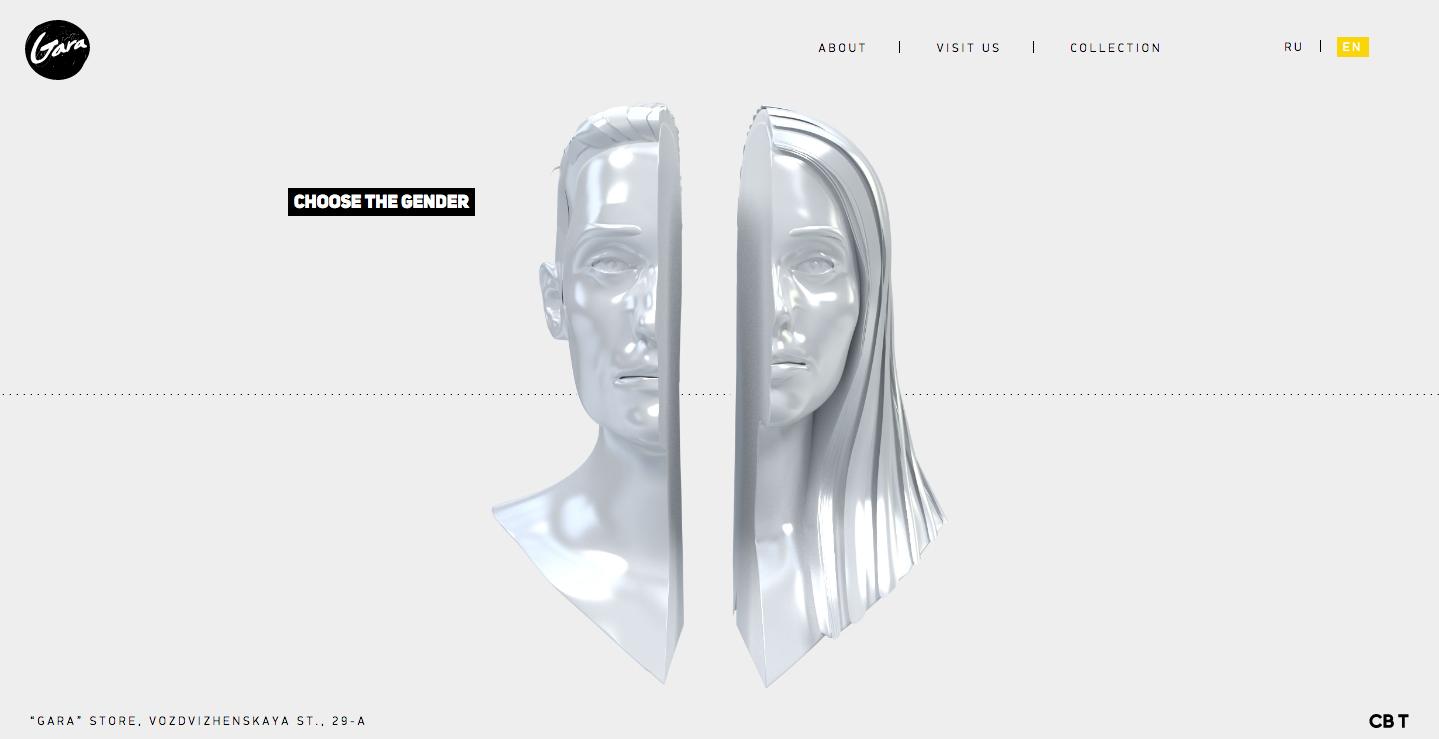 Gara
ABOUT | VISIT US | COLLECTION
RU | EN
CHOOSE THE GENDER
“GARA” STORE, VOZDVIZHENSKAYA ST., 29-A
CBT